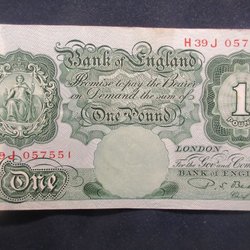 H39J 057
Bank of England
Promise to pay the Bearer
on Demand the sum of
One Pound
1
39J 057551
LONDON
For the Gov: and Com
BANK OF ENG
One